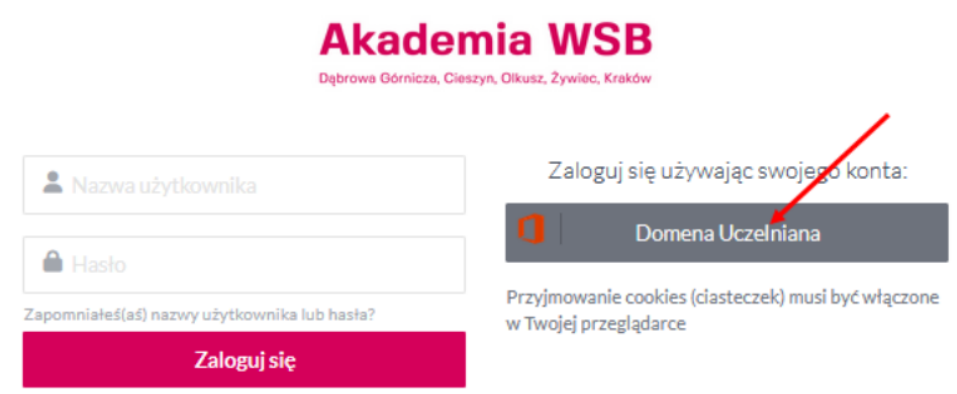 Akademia WSB
Dąbrowa Górnicza, Cieszyn, Olkusz, Żywiec, Kraków
Nazwa użytkownika
Hasło
Zapomniałeś(aś) nazwy użytkownika lub hasła?
Zaloguj się
Zaloguj się używając swojego konta:
Domena Uczelniana
Przyjmowanie cookies (ciasteczek) musi być włączone
w Twojej przeglądarce